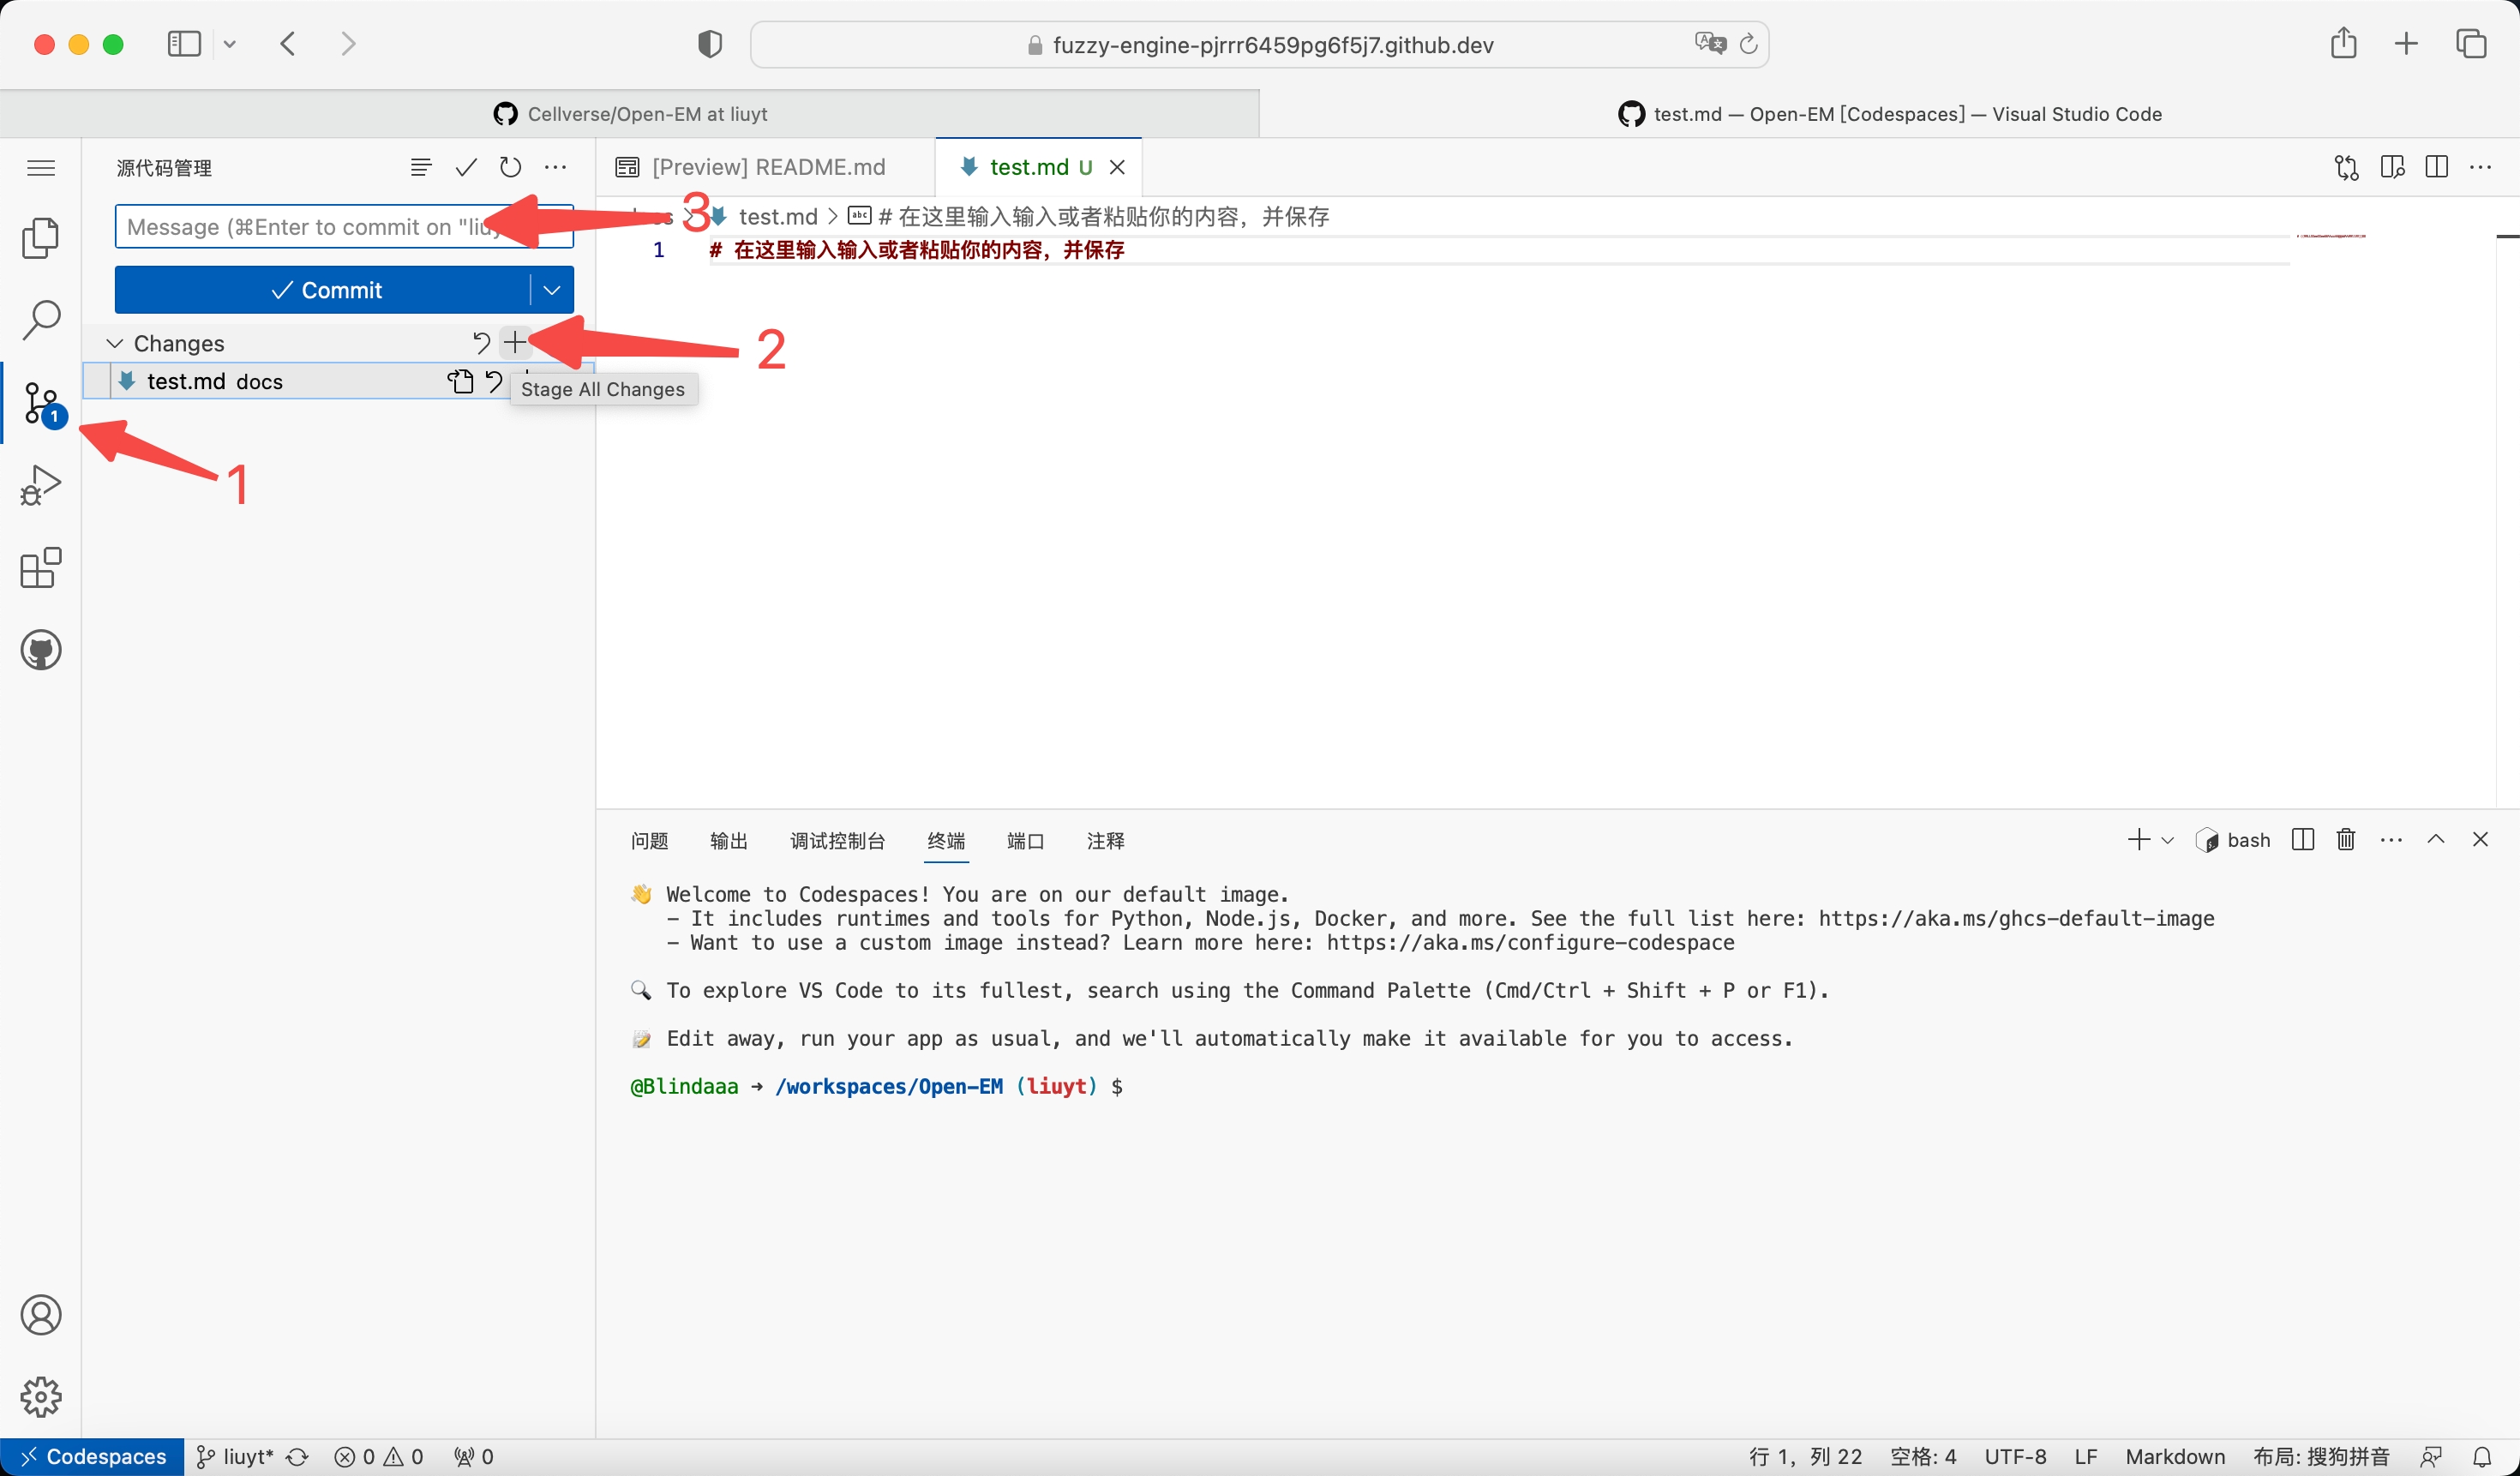 fuzzy-engine-pjrrr6459pg6f5j7.github.dev
Cellverse/Open-EM at liuyt
test.md — Open-EM [Codespaces] — Visual Studio Code
源代码管理
[Preview] README.md
test.md U
Message (⌘Enter to commit on "liuy
3
test.md > # 在这里输入输入或者粘贴你的内容，并保存
1 # 在这里输入输入或者粘贴你的内容，并保存
Commit
Changes
2
test.md docs
Stage All Changes
1
1
问题 输出 调试控制台 终端 端口 注释
bash
👋 Welcome to Codespaces! You are on our default image.
- It includes runtimes and tools for Python, Node.js, Docker, and more. See the full list here: https://aka.ms/ghcs-default-image
- Want to use a custom image instead? Learn more here: https://aka.ms/configure-codespace
🔍 To explore VS Code to its fullest, search using the Command Palette (Cmd/Ctrl + Shift + P or F1).
📝 Edit away, run your app as usual, and we'll automatically make it available for you to access.
@Blindaaa → /workspaces/Open-EM (liuyt) $
Codespaces liuyt* 0 0 0
行 1，列 22 空格: 4 UTF-8 LF Markdown 布局: 搜狗拼音